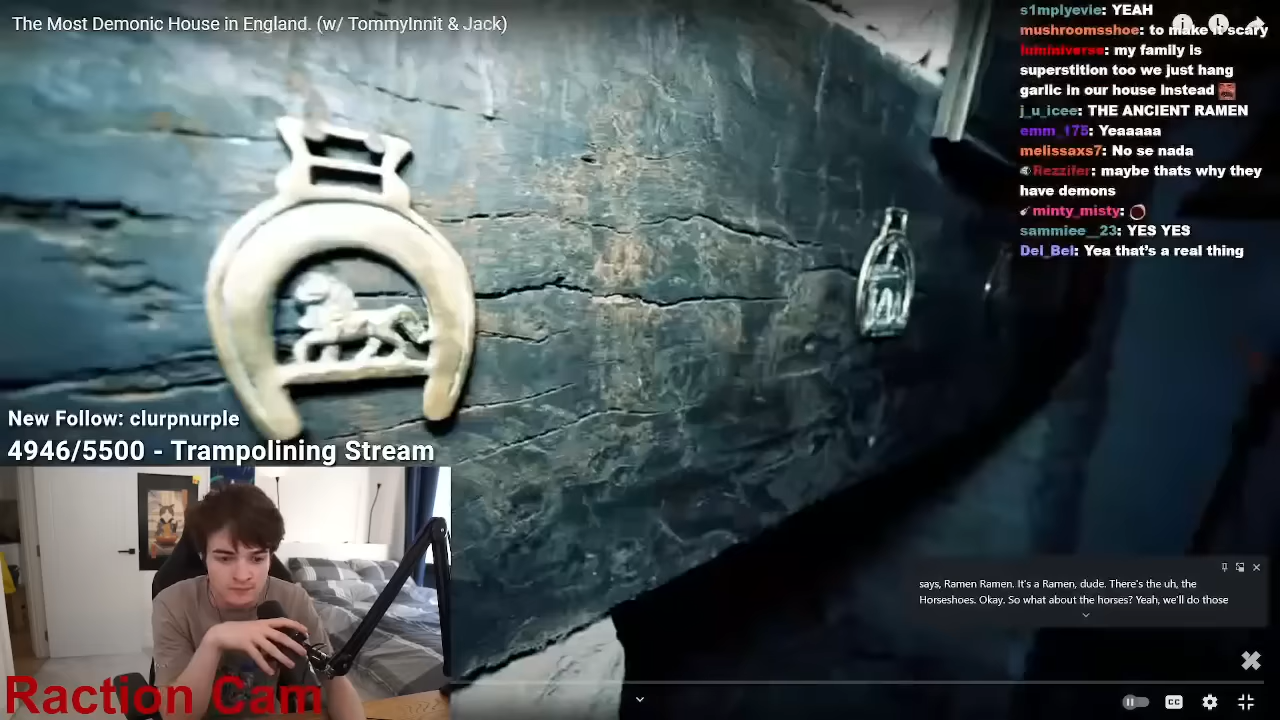 The Most Demonic House in England. (w/ TommyInnit & Jack)
s1mplyevie: YEAH
mushroomsshoe: to make it scary
luminiverse: my family is
superstition too we just hang
garlic in our house instead
j_u_icee: THE ANCIENT RAMEN
emm_175: Yeaaaaa
melissaxs7: No se nada
Rezzifer: maybe thats why they
have demons
minty_misty:
sammiee__23: YES YES
Del_Bel: Yea that's a real thing
New Follow: clurpnurple
4946/5500 - Trampolining Stream
says, Ramen Ramen. It's a Ramen, dude. There's the uh, the
Horseshoes. Okay. So what about the horses? Yeah, we'll do those
Raction Cam
CC